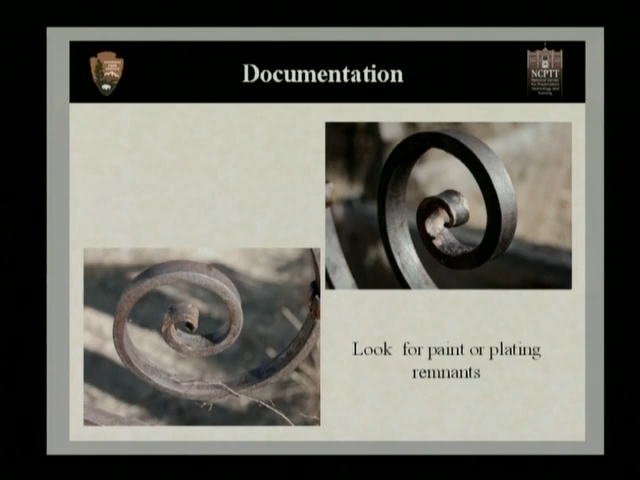 Documentation
NCPTT
Look for paint or plating
remnants